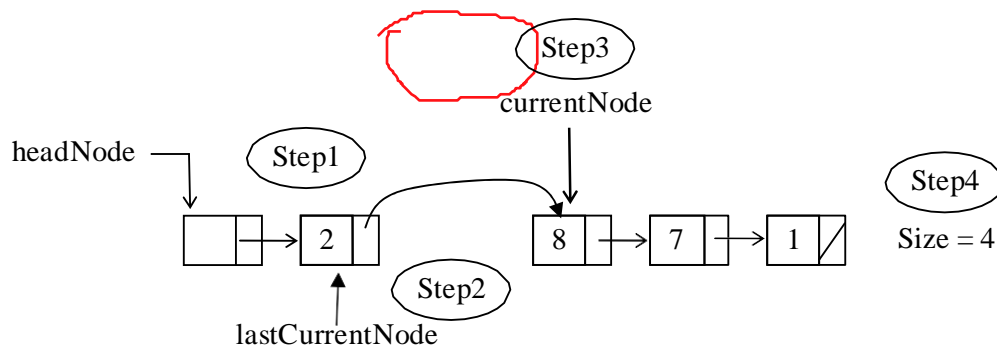 Step3
currentNode
headNode
Step1
Step4
2
8
7
1
Size = 4
Step2
lastCurrentNode